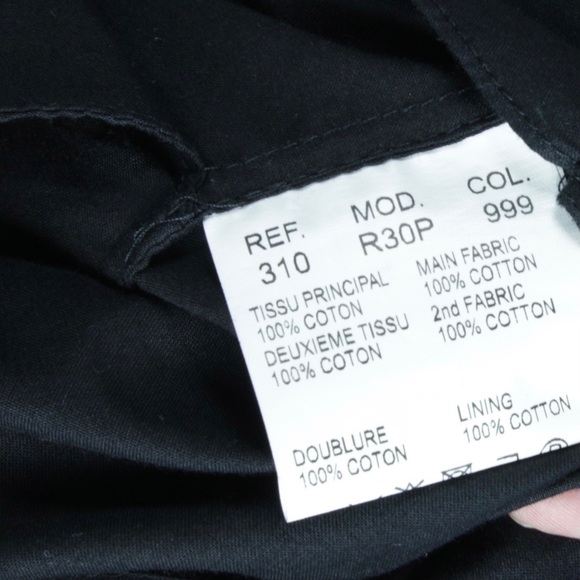 REF. MOD. COL.
310 R30P 999
TISSU PRINCIPAL
100% COTON
DEUXIEME TISSU
100% COTON
MAIN FABRIC
100% COTTON
2nd FABRIC
100% COTTON
DOUBLURE
100% COTON
LINING
100% COTTON